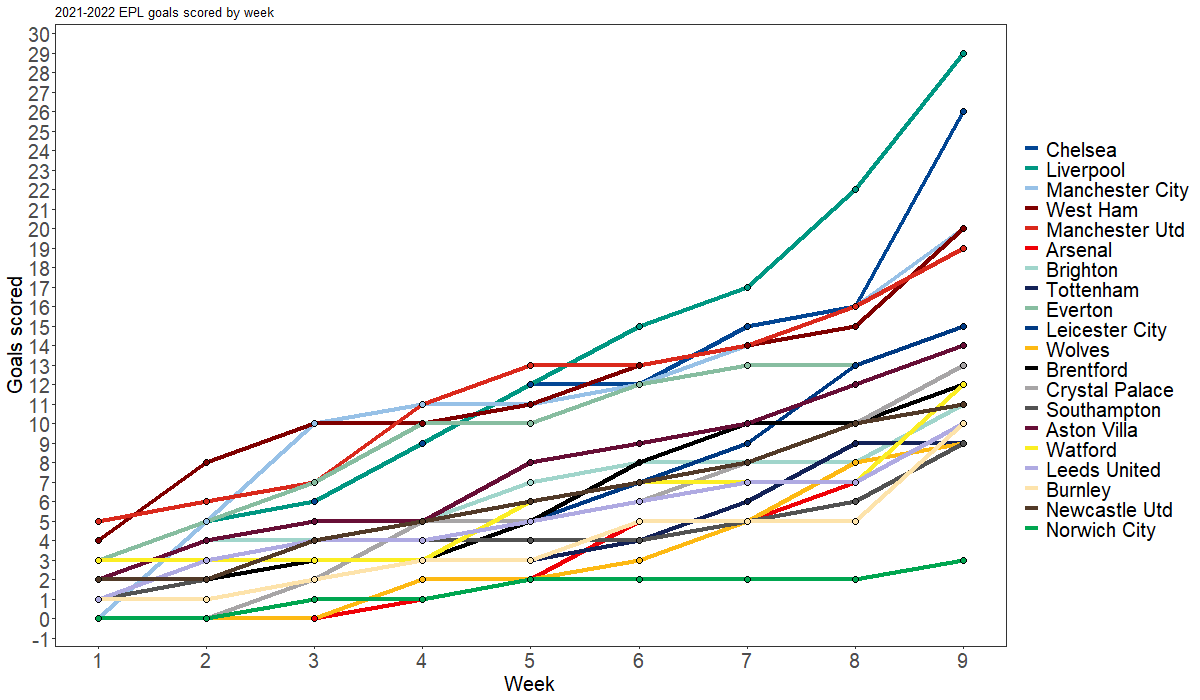 2021-2022 EPL goals scored by week
30
29
28
27
26
25
24
23
22
21
20
19
18
17
16
15
14
13
12
11
10
9
8
7
6
5
4
3
2
1
0
-1
Goals scored
1 2 3 4 5 6 7 8 9
Week
Chelsea
Liverpool
Manchester City
West Ham
Manchester Utd
Arsenal
Brighton
Tottenham
Everton
Leicester City
Wolves
Brentford
Crystal Palace
Southampton
Aston Villa
Watford
Leeds United
Burnley
Newcastle Utd
Norwich City